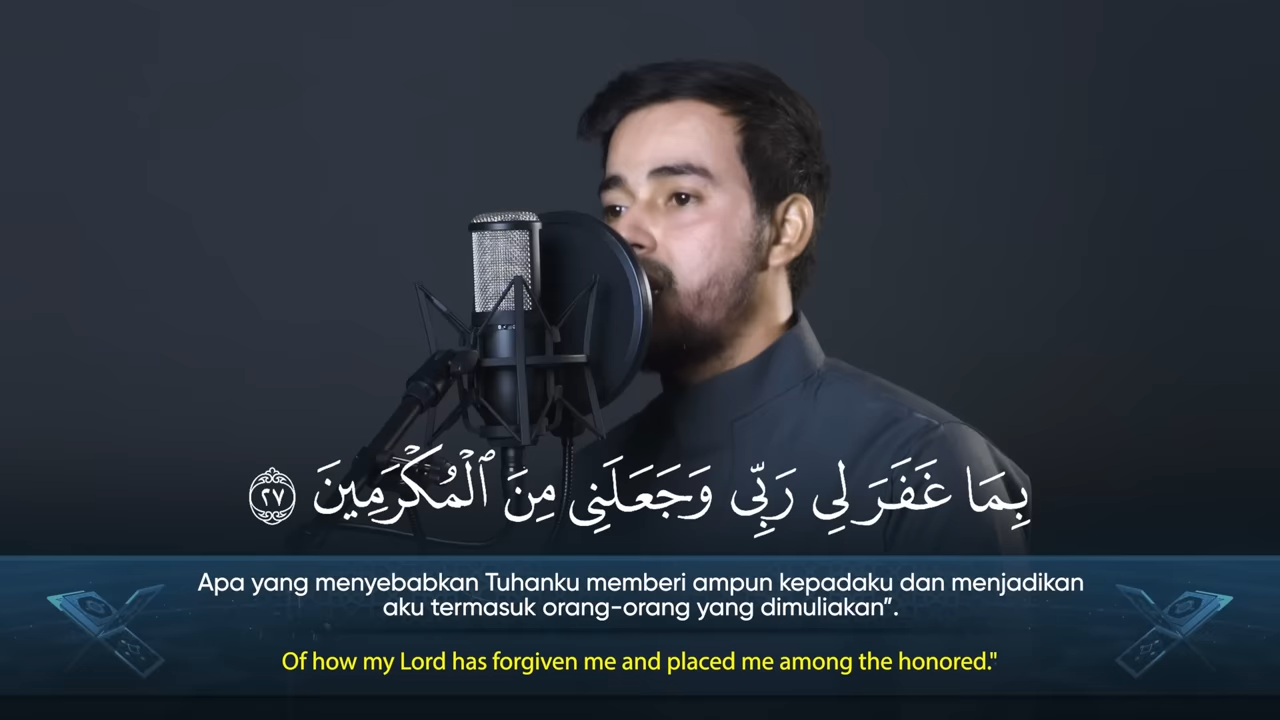 بِمَا غَفَرَ لِي رَبِّي وَجَعَلَنِي مِنَ ٱلْمُكْرَمِينَ ٢٧
Apa yang menyebabkan Tuhanku memberi ampun kepadaku dan menjadikan
aku termasuk orang-orang yang dimuliakan”.
Of how my Lord has forgiven me and placed me among the honored."